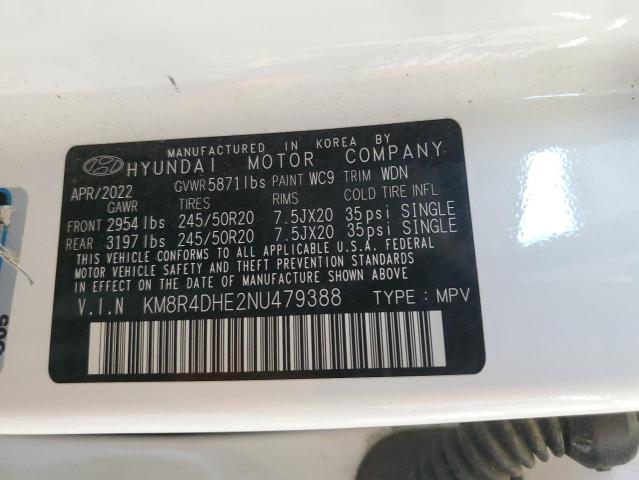 MANUFACTURED IN KOREA BY
HYUNDAI MOTOR COMPANY
APR/2022 GVWR 5871 lbs PAINT WC9 TRIM WDN
GAWR TIRES RIMS COLD TIRE INFL
FRONT 2954 lbs 245/50R20 7.5JX20 35 psi SINGLE
REAR 3197 lbs 245/50R20 7.5JX20 35 psi SINGLE
THIS VEHICLE CONFORMS TO ALL APPLICABLE U.S.A. FEDERAL
MOTOR VEHICLE SAFETY AND THEFT PREVENTION STANDARDS
IN EFFECT ON THE DATE OF MANUFACTURE SHOWN ABOVE.
V.I.N KM8R4DHE2NU479388 TYPE : MPV